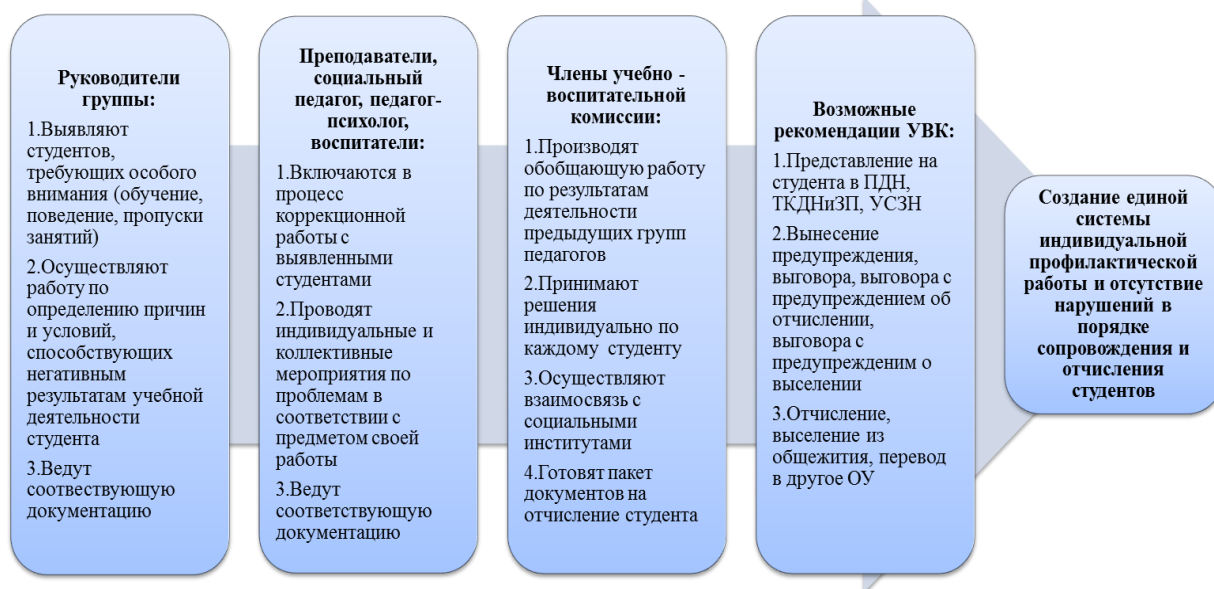 Руководители
группы:
1.Выявляют
студентов,
требующих особого
внимания (обучение,
поведение, пропуски
занятий)
2.Осуществляют
работу по
определению причин
и условий,
способствующих
негативным
результатам учебной
деятельности
студента
3.Ведут
соотвествующую
документацию
Преподаватели,
социальный
педагог, педагог-
психолог,
воспитатели:
1.Включаются в
процесс
коррекционной
работы с
выявленными
студентами
2.Проводят
индивидуальные и
коллективные
мероприятия по
проблемам в
соответствии с
предметом своей
работы
3.Ведут
соответствующую
документацию
Члены учебно -
воспитательной
комиссии:
1.Производят
обобщающую работу
по результатам
деятельности
предыдущих групп
педагогов
2.Принимают
решения
индивидуально по
каждому студенту
3.Осуществляют
взаимосвязь с
социальными
институтами
4.Готовят пакет
документов на
отчисление студента
Возможные
рекомендации УВК:
1.Представление на
студента в ПДН,
ТКДНиЗП, УСЗН
2.Вынесение
предупреждения,
выговора, выговора с
предупреждением об
отчислении,
выговора с
предупреждним о
выселении
3.Отчисление,
выселение из
общежития, перевод
в другое ОУ
Создание единой
системы
индивидуальной
профилактической
работы и отсутствие
нарушений в
порядке
сопровождения и
отчисления
студентов